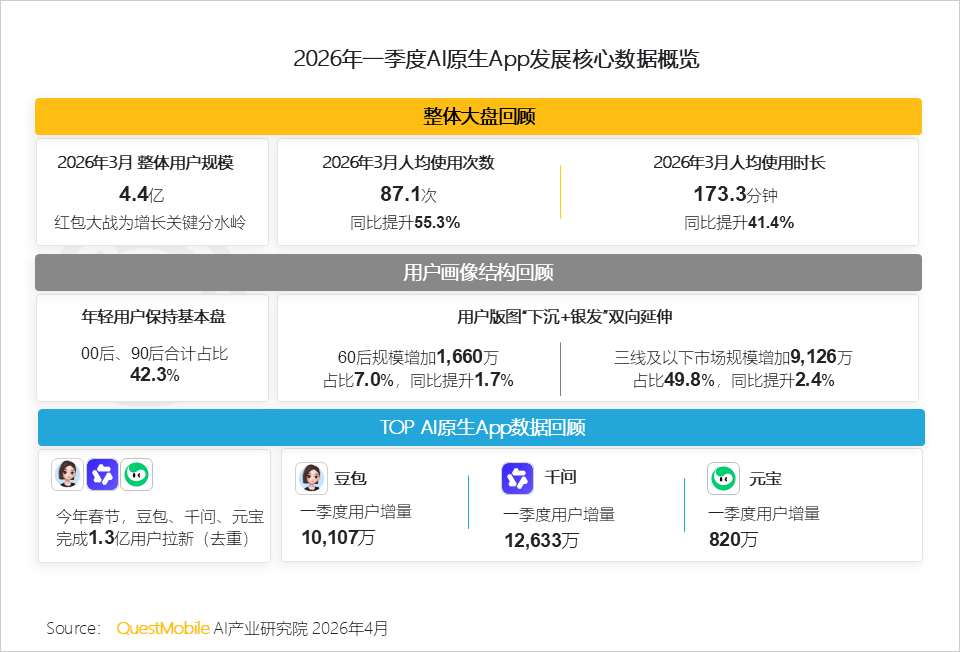 2026年一季度AI原生App发展核心数据概览
整体大盘回顾
2026年3月 整体用户规模
4.4亿
红包大战为增长关键分水岭
2026年3月人均使用次数
87.1次
同比提升55.3%
2026年3月人均使用时长
173.3分钟
同比提升41.4%
用户画像结构回顾
年轻用户保持基本盘
00后、90后合计占比
42.3%
用户版图“下沉+银发”双向延伸
60后规模增加1,660万
占比7.0%，同比提升1.7%
三线及以下市场规模增加9,126万
占比49.8%，同比提升2.4%
TOP AI原生App数据回顾
今年春节，豆包、千问、元宝
完成1.3亿用户拉新（去重）
豆包
一季度用户增量
10,107万
千问
一季度用户增量
12,633万
元宝
一季度用户增量
820万
Source： QuestMobile AI产业研究院 2026年4月